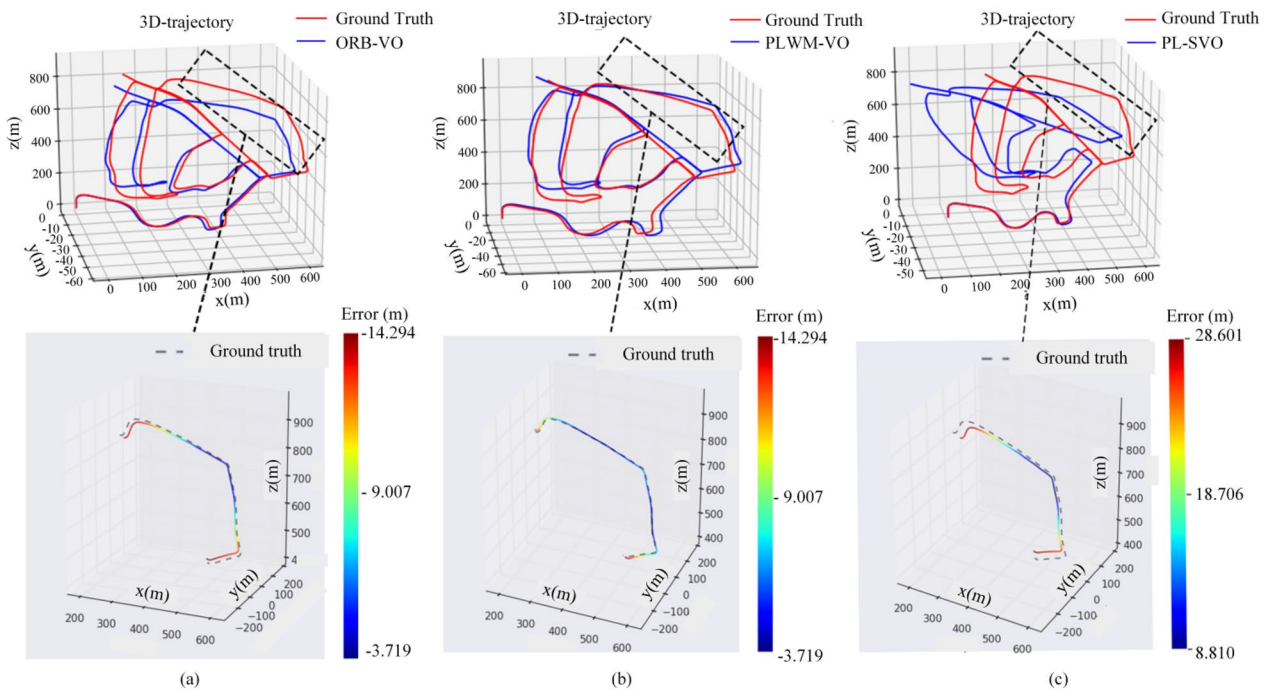 3D-trajectory
Ground Truth
ORB-VO
z(m)
800
600
400
200
0
0
-10
-20
-30
-40
-50
-60
y(m)
0 100 200 300 400 500 600
x(m)
3D-trajectory
Ground Truth
PLWM-VO
z(m)
800
600
400
200
0
0
-10
-20
-30
-40
-50
-60
y(m)
0 100 200 300 400 500 600
x(m)
3D-trajectory
Ground Truth
PL-SVO
z(m)
800
600
400
200
0
0
-10
-20
-30
-40
-50
y(m)
0 100 200 300 400 500 600
x(m)
Ground truth
900
800
700
600
500
4
z(m)
x(m)
200 300 400 500 600
y(m)
200
100
0
−100
−200
Error (m)
-14.294
- 9.007
-3.719
(a)
Ground truth
900
800
700
600
500
400
z(m)
x(m)
200 300 400 500 600
y(m)
200
100
0
−100
−200
Error (m)
-14.294
- 9.007
-3.719
(b)
Ground truth
900
800
700
600
500
400
z(m)
x(m)
200 300 400 500 600
y(m)
200
100
0
−100
−200
Error (m)
- 28.601
- 18.706
- 8.810
(c)